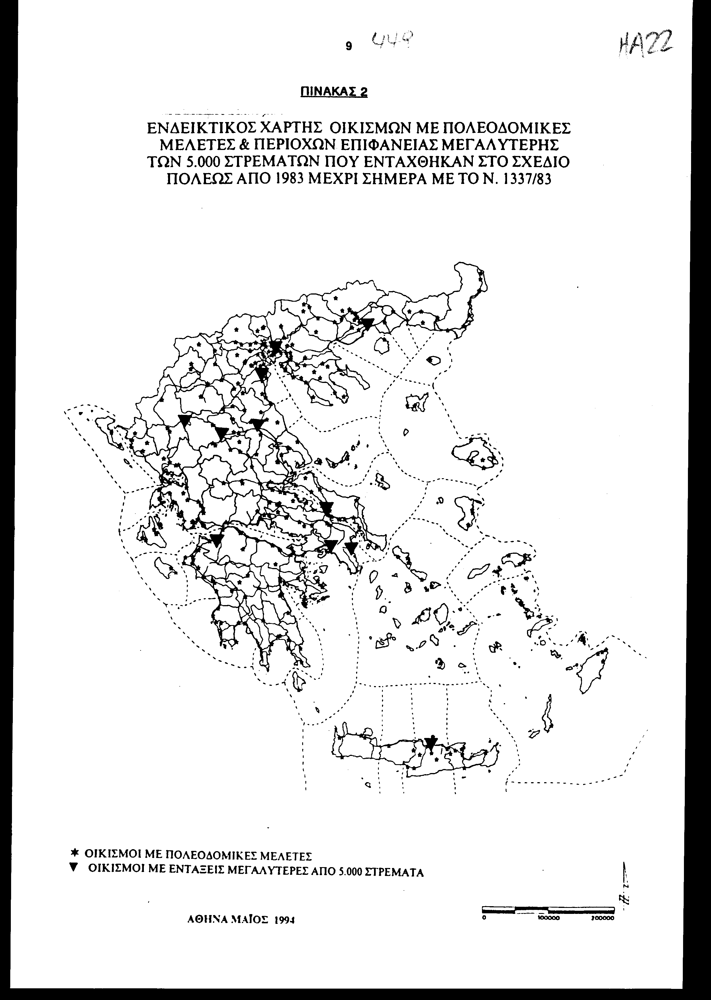 9 449 HA22
ΠΙΝΑΚΑΣ 2
ΕΝΔΕΙΚΤΙΚΟΣ ΧΑΡΤΗΣ ΟΙΚΙΣΜΩΝ ΜΕ ΠΟΛΕΟΔΟΜΙΚΕΣ
ΜΕΛΕΤΕΣ & ΠΕΡΙΟΧΩΝ ΕΠΙΦΑΝΕΙΑΣ ΜΕΓΑΛΥΤΕΡΗΣ
ΤΩΝ 5.000 ΣΤΡΕΜΑΤΩΝ ΠΟΥ ΕΝΤΑΧΘΗΚΑΝ ΣΤΟ ΣΧΕΔΙΟ
ΠΟΛΕΩΣ ΑΠΟ 1983 ΜΕΧΡΙ ΣΗΜΕΡΑ ΜΕ ΤΟ Ν. 1337/83
ΟΙΚΙΣΜΟΙ ΜΕ ΠΟΛΕΟΔΟΜΙΚΕΣ ΜΕΛΕΤΕΣ
ΟΙΚΙΣΜΟΙ ΜΕ ΕΝΤΑΞΕΙΣ ΜΕΓΑΛΥΤΕΡΕΣ ΑΠΟ 5.000 ΣΤΡΕΜΑΤΑ
ΑΘΗΝΑ ΜΑΪΟΣ 1994
0 100000 200000